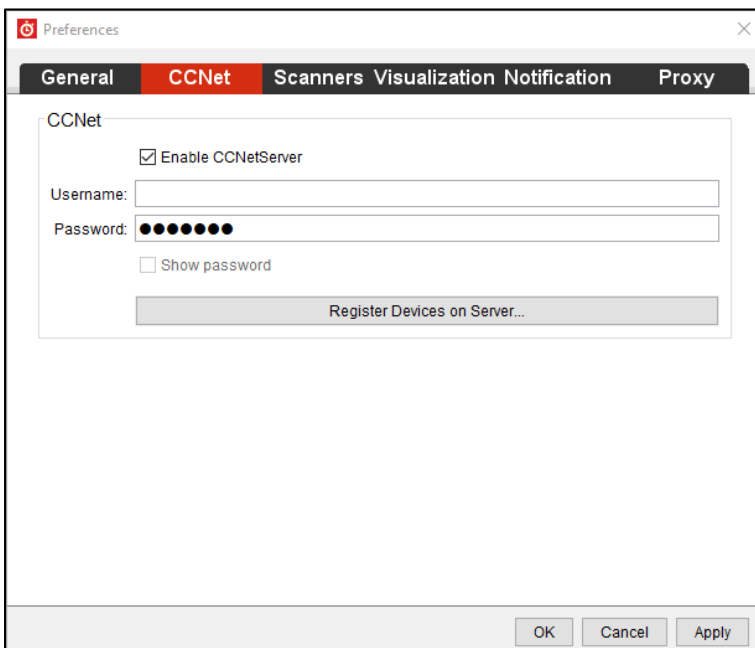 Preferences
General CCNet Scanners Visualization Notification Proxy
CCNet
Enable CCNetServer
Username:
Password: ●●●●●●●
Show password
Register Devices on Server...
OK Cancel Apply